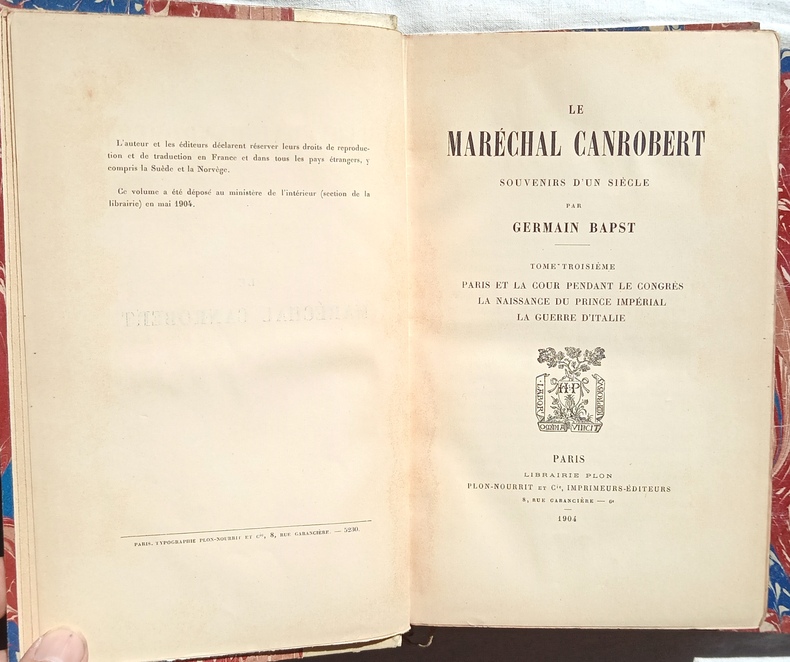 L'auteur et les éditeurs déclarent réserver leurs droits de reproduc-
tion et de traduction en France et dans tous les pays étrangers, y
compris la Suède et la Norvège.
Ce volume a été déposé au ministère de l'intérieur (section de la
librairie) en mai 1904.
PARIS. TYPOGRAPHIE PLON-NOURRIT ET Cie, 8, RUE GARANCIÈRE. — 5230.
LE
MARÉCHAL CANROBERT
SOUVENIRS D'UN SIÈCLE
PAR
GERMAIN BAPST
TOME TROISIÈME
PARIS ET LA COUR PENDANT LE CONGRÈS
LA NAISSANCE DU PRINCE IMPÉRIAL
LA GUERRE D'ITALIE
LABOR
HP
IMPROBVS
OMNIA VINCIT
PARIS
LIBRAIRIE PLON
PLON-NOURRIT ET Cie, IMPRIMEURS-ÉDITEURS
8, RUE GARANCIÈRE — 6e
1904